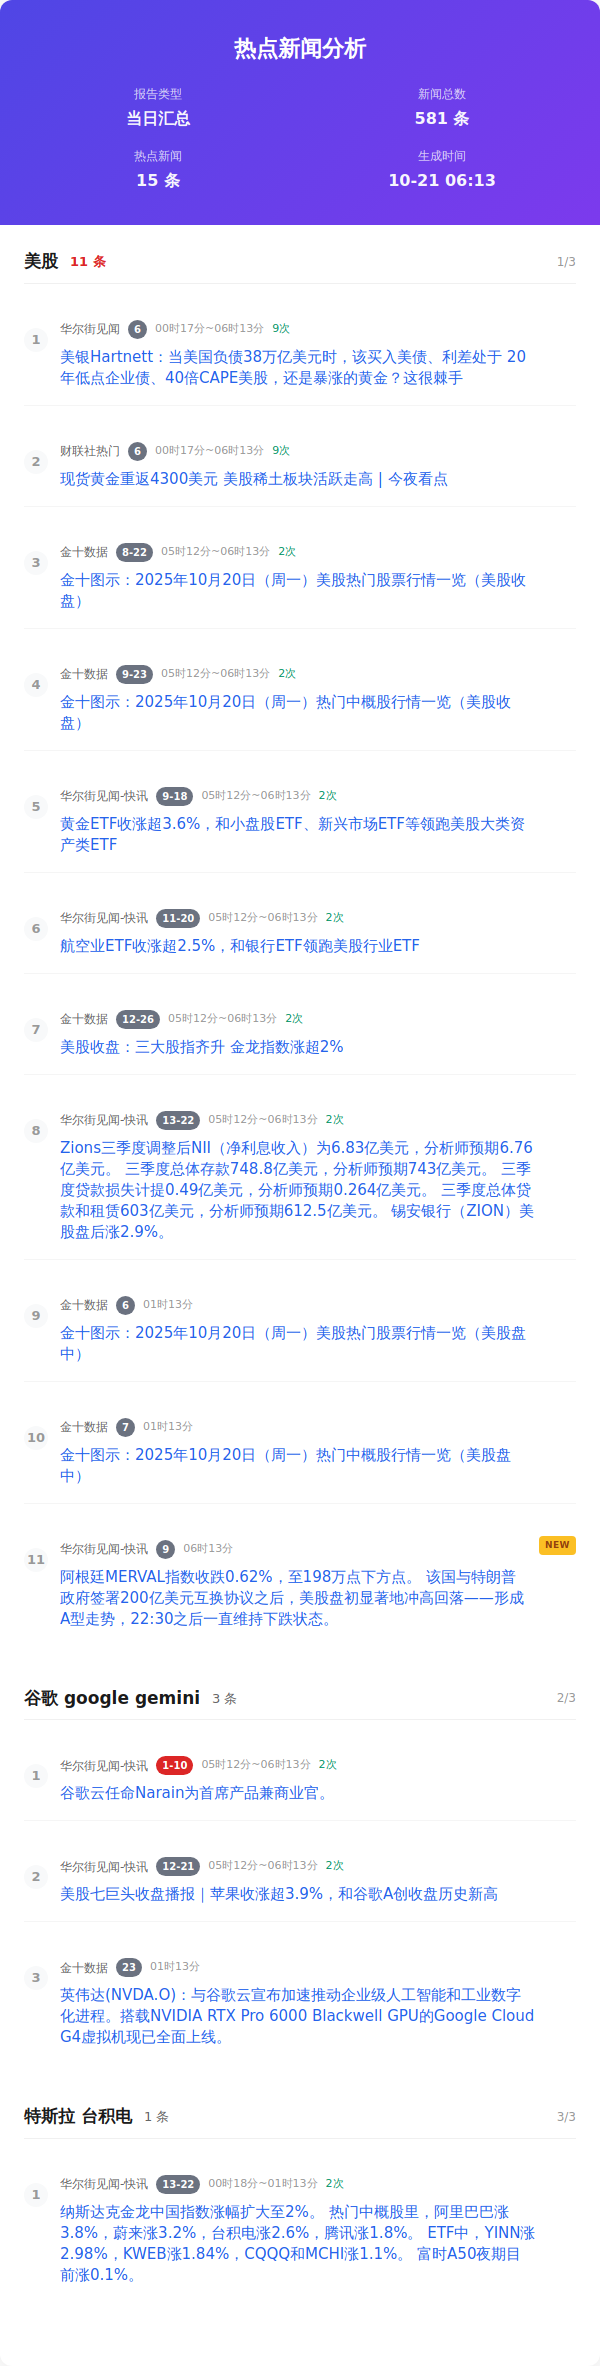 热点新闻分析
报告类型
新闻总数
当日汇总
581 条
热点新闻
生成时间
15 条
10-21 06:13
美股 11 条 1/3
1
华尔街见闻 6 00时17分~06时13分 9次
美银Hartnett：当美国负债38万亿美元时，该买入美债、利差处于 20
年低点企业债、40倍CAPE美股，还是暴涨的黄金？这很棘手
2
财联社热门 6 00时17分~06时13分 9次
现货黄金重返4300美元 美股稀土板块活跃走高 | 今夜看点
3
金十数据 8-22 05时12分~06时13分 2次
金十图示：2025年10月20日（周一）美股热门股票行情一览（美股收
盘）
4
金十数据 9-23 05时12分~06时13分 2次
金十图示：2025年10月20日（周一）热门中概股行情一览（美股收
盘）
5
华尔街见闻-快讯 9-18 05时12分~06时13分 2次
黄金ETF收涨超3.6%，和小盘股ETF、新兴市场ETF等领跑美股大类资
产类ETF
6
华尔街见闻-快讯 11-20 05时12分~06时13分 2次
航空业ETF收涨超2.5%，和银行ETF领跑美股行业ETF
7
金十数据 12-26 05时12分~06时13分 2次
美股收盘：三大股指齐升 金龙指数涨超2%
8
华尔街见闻-快讯 13-22 05时12分~06时13分 2次
Zions三季度调整后NII（净利息收入）为6.83亿美元，分析师预期6.76
亿美元。 三季度总体存款748.8亿美元，分析师预期743亿美元。 三季
度贷款损失计提0.49亿美元，分析师预期0.264亿美元。 三季度总体贷
款和租赁603亿美元，分析师预期612.5亿美元。 锡安银行（ZION）美
股盘后涨2.9%。
9
金十数据 6 01时13分
金十图示：2025年10月20日（周一）美股热门股票行情一览（美股盘
中）
10
金十数据 7 01时13分
金十图示：2025年10月20日（周一）热门中概股行情一览（美股盘
中）
11
华尔街见闻-快讯 9 06时13分 NEW
阿根廷MERVAL指数收跌0.62%，至198万点下方点。 该国与特朗普
政府签署200亿美元互换协议之后，美股盘初显著地冲高回落——形成
A型走势，22:30之后一直维持下跌状态。
谷歌 google gemini 3 条 2/3
1
华尔街见闻-快讯 1-10 05时12分~06时13分 2次
谷歌云任命Narain为首席产品兼商业官。
2
华尔街见闻-快讯 12-21 05时12分~06时13分 2次
美股七巨头收盘播报｜苹果收涨超3.9%，和谷歌A创收盘历史新高
3
金十数据 23 01时13分
英伟达(NVDA.O)：与谷歌云宣布加速推动企业级人工智能和工业数字
化进程。搭载NVIDIA RTX Pro 6000 Blackwell GPU的Google Cloud
G4虚拟机现已全面上线。
特斯拉 台积电 1 条 3/3
1
华尔街见闻-快讯 13-22 00时18分~01时13分 2次
纳斯达克金龙中国指数涨幅扩大至2%。 热门中概股里，阿里巴巴涨
3.8%，蔚来涨3.2%，台积电涨2.6%，腾讯涨1.8%。 ETF中，YINN涨
2.98%，KWEB涨1.84%，CQQQ和MCHI涨1.1%。 富时A50夜期目
前涨0.1%。